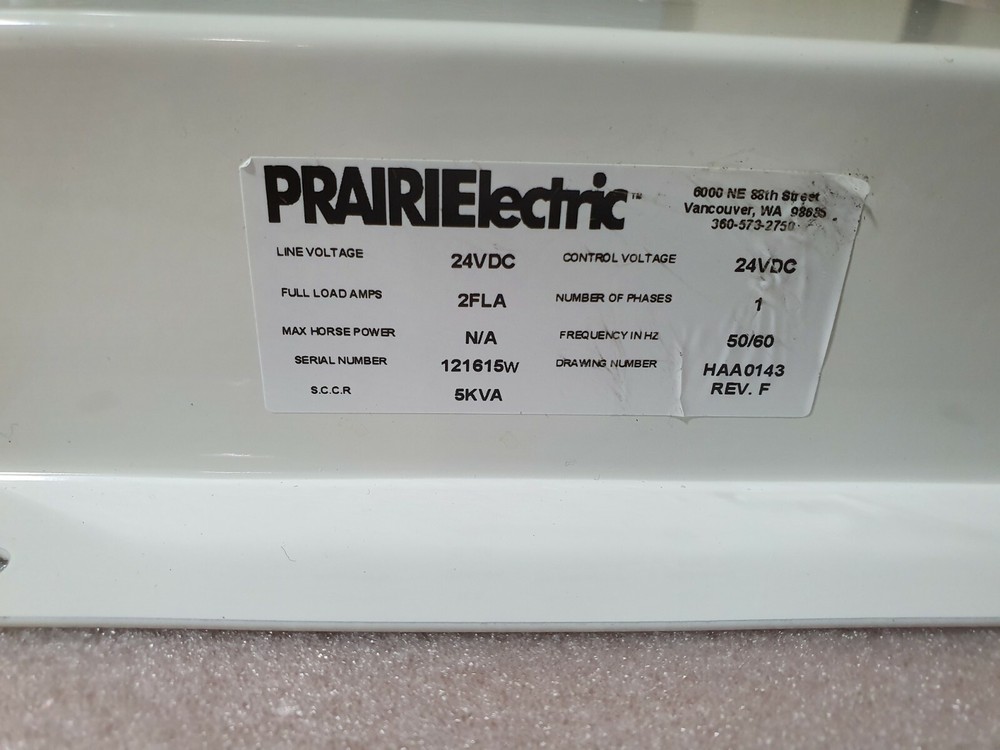 PRAIRIElectric™
6000 NE 88th Street
Vancouver, WA 98685
360-573-2750
LINE VOLTAGE 24VDC CONTROL VOLTAGE 24VDC
FULL LOAD AMPS 2FLA NUMBER OF PHASES 1
MAX HORSE POWER N/A FREQUENCY IN HZ 50/60
SERIAL NUMBER 121615W DRAWING NUMBER HAA0143
S.C.C.R 5KVA REV. F